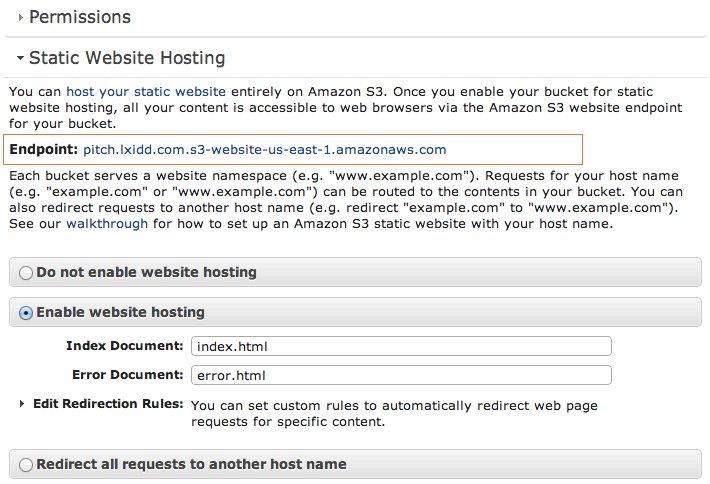 Permissions
Static Website Hosting
You can host your static website entirely on Amazon S3. Once you enable your bucket for static
website hosting, all your content is accessible to web browsers via the Amazon S3 website endpoint
for your bucket.
Endpoint: pitch.lxidd.com.s3-website-us-east-1.amazonaws.com
Each bucket serves a website namespace (e.g. "www.example.com"). Requests for your host name
(e.g. "example.com" or "www.example.com") can be routed to the contents in your bucket. You can
also redirect requests to another host name (e.g. redirect "example.com" to "www.example.com").
See our walkthrough for how to set up an Amazon S3 static website with your host name.
Do not enable website hosting
Enable website hosting
Index Document: index.html
Error Document: error.html
Edit Redirection Rules: You can set custom rules to automatically redirect web page
requests for specific content.
Redirect all requests to another host name